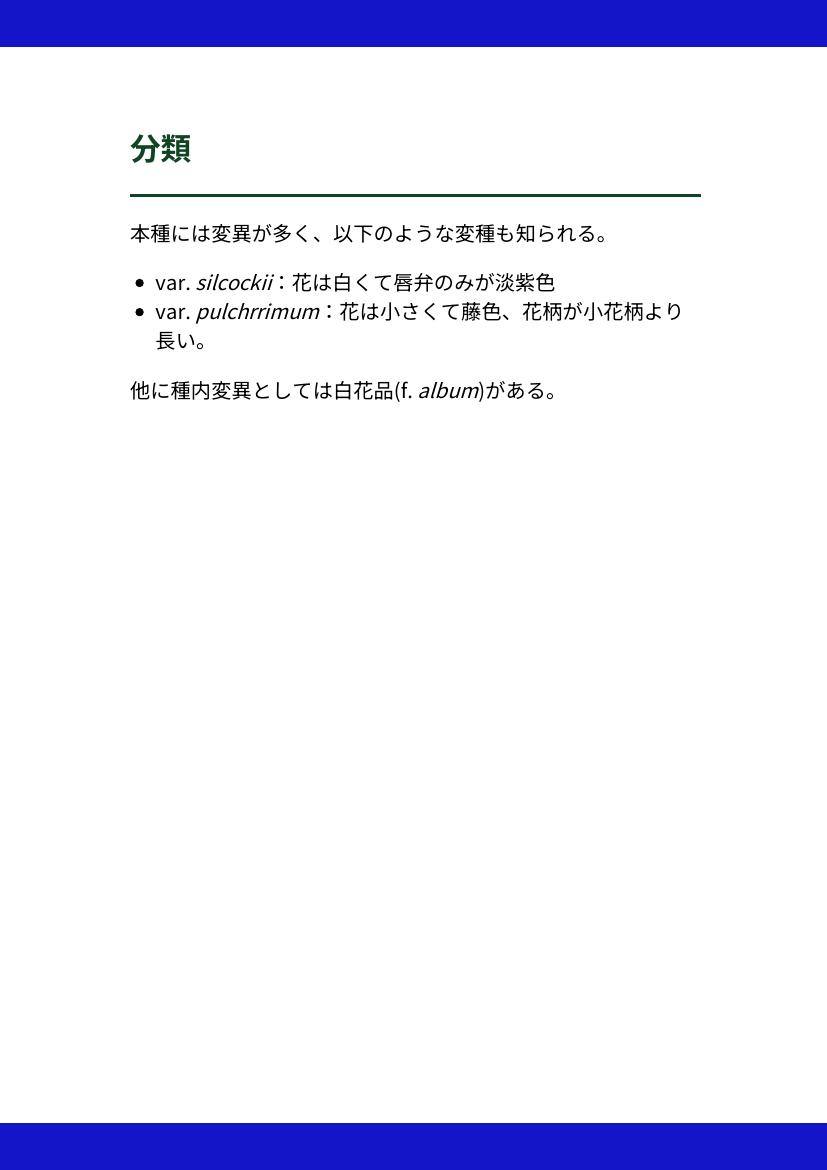 分類
本種には変異が多く、以下のような変種も知られる。
• var. silcockii：花は白くて唇弁のみが淡紫色
• var. pulchrrimum：花は小さくて藤色、花柄が小花柄より
長い。
他に種内変異としては白花品(f. album)がある。